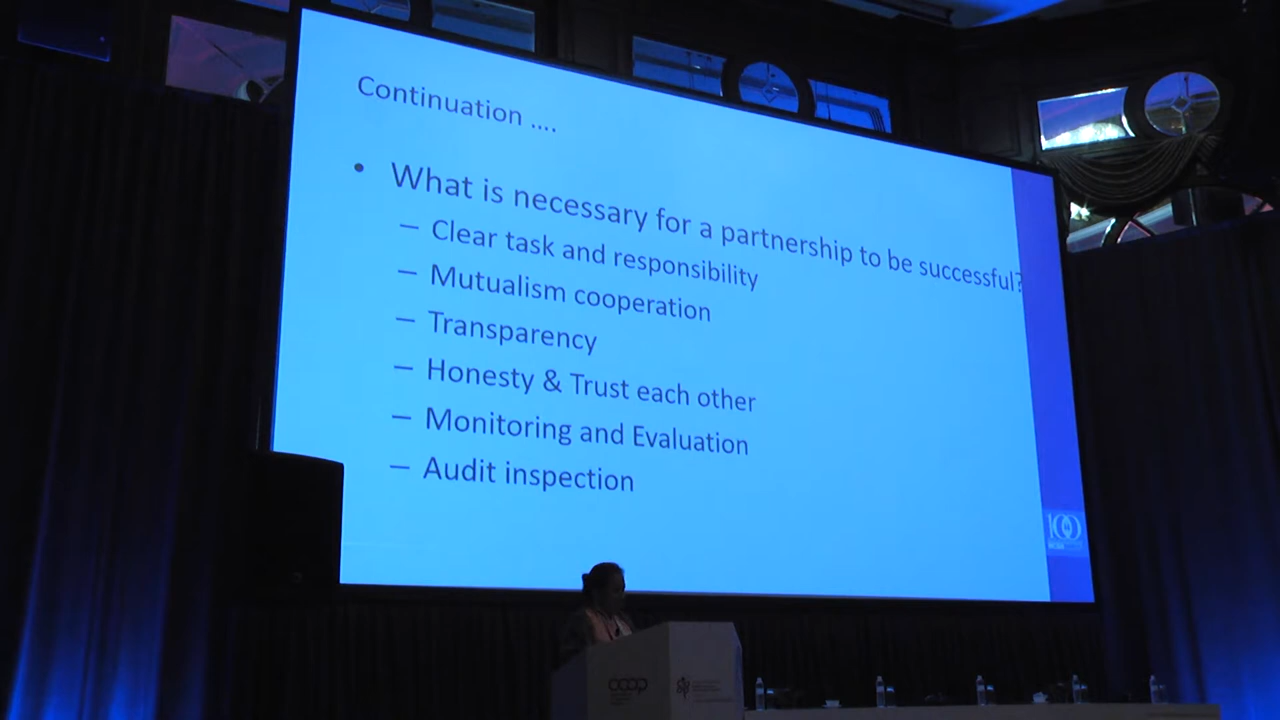 Continuation ....
• What is necessary for a partnership to be successful?
– Clear task and responsibility
– Mutualism cooperation
– Transparency
– Honesty & Trust each other
– Monitoring and Evaluation
– Audit inspection
100
coop